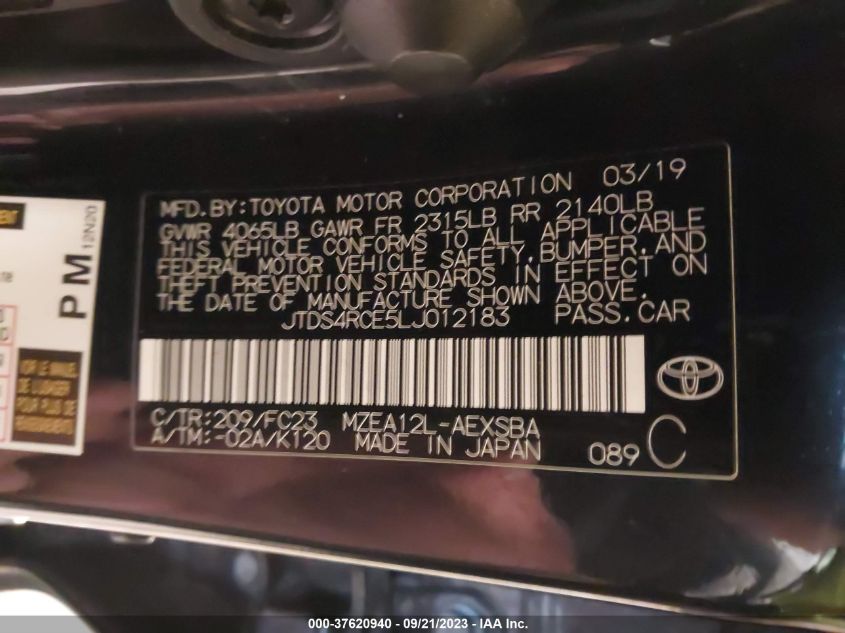 MFD.BY:TOYOTA MOTOR CORPORATION 03/19
GVWR 4065LB GAWR FR 2315LB RR 2140LB
THIS VEHICLE CONFORMS TO ALL APPLICABLE
FEDERAL MOTOR VEHICLE SAFETY,BUMPER,AND
THEFT PREVENTION STANDARDS IN EFFECT ON
THE DATE OF MANUFACTURE SHOWN ABOVE.
JTDS4RCE5LJ012183 PASS.CAR
C/TR:209/FC23 MZEA12L-AEXSBA
A/TM:-02A/K120 MADE IN JAPAN
089 C
PM
12N20
000-37620940 - 09/21/2023 - IAA Inc.